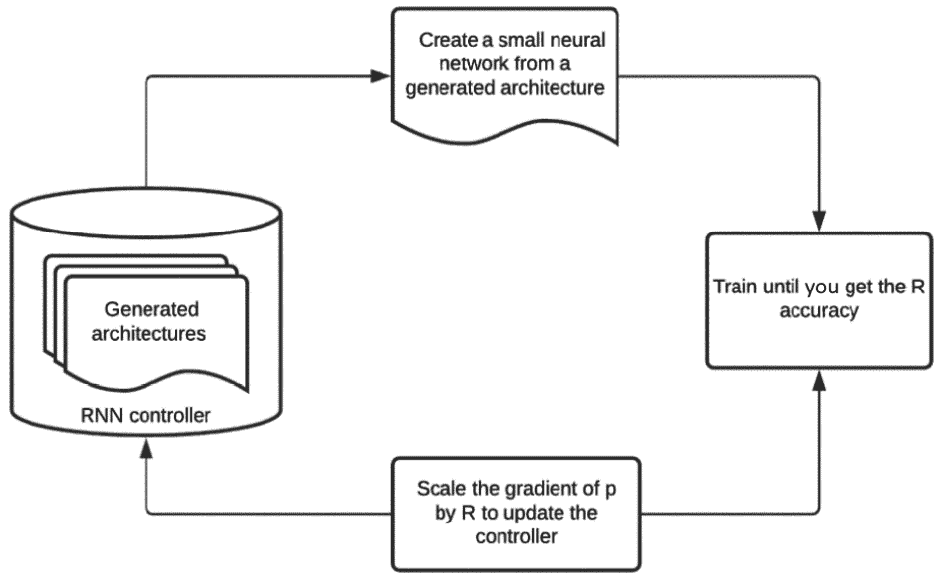 Create a small neural
network from a
generated architecture
Generated
architectures
RNN controller
Train until you get the R
accuracy
Scale the gradient of p
by R to update the
controller